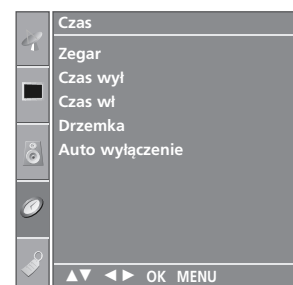 Czas
Zegar
Czas wył
Czas wł
Drzemka
Auto wyłączenie
▲▼ ◄► OK MENU